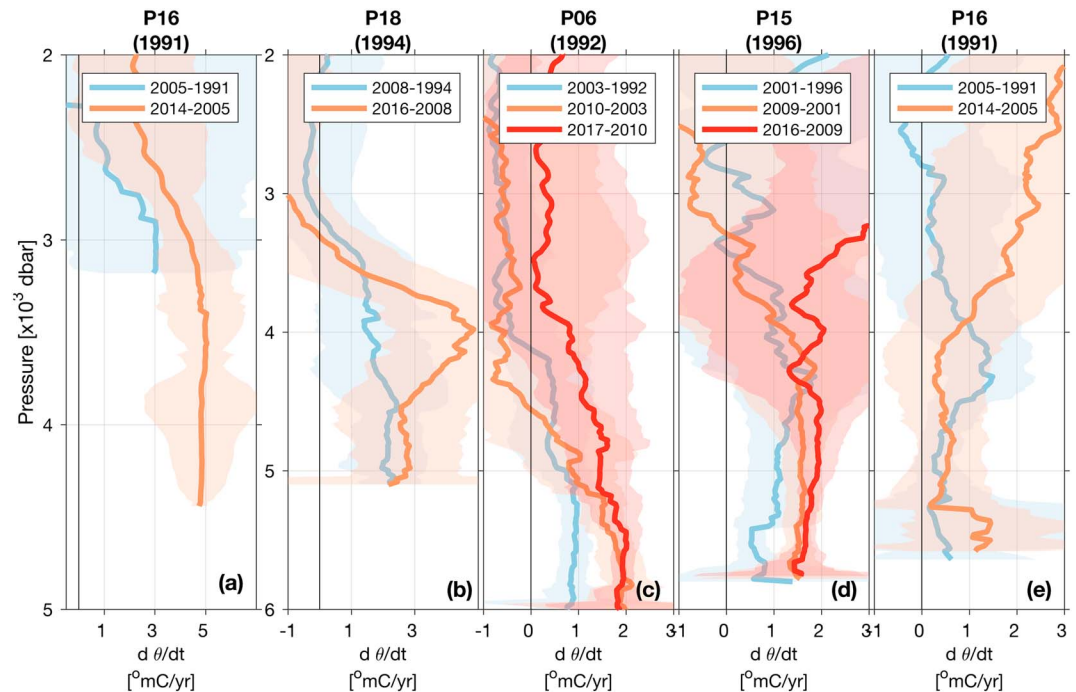 P16
(1991)
P18
(1994)
P06
(1992)
P15
(1996)
P16
(1991)
2005-1991
2014-2005
2008-1994
2016-2008
2003-1992
2010-2003
2017-2010
2001-1996
2009-2001
2016-2009
2005-1991
2014-2005
Pressure [x10³ dbar]
2
3
4
5
2
3
4
5
6
(a)
(b)
(c)
(d)
(e)
1 3 5
-1 1 3
-1 0 1 2
-1 0 1 2 3
-1 0 1 2 3
d θ/dt
[°mC/yr]
d θ/dt
[°mC/yr]
d θ/dt
[°mC/yr]
d θ/dt
[°mC/yr]
d θ/dt
[°mC/yr]